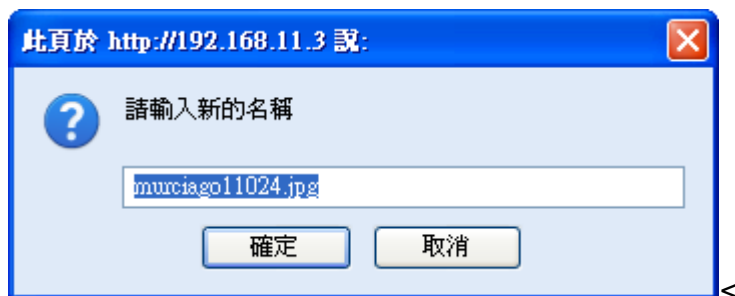 此頁於 http://192.168.11.3 說:
請輸入新的名稱
murciago11024.jpg
確定 取消
<